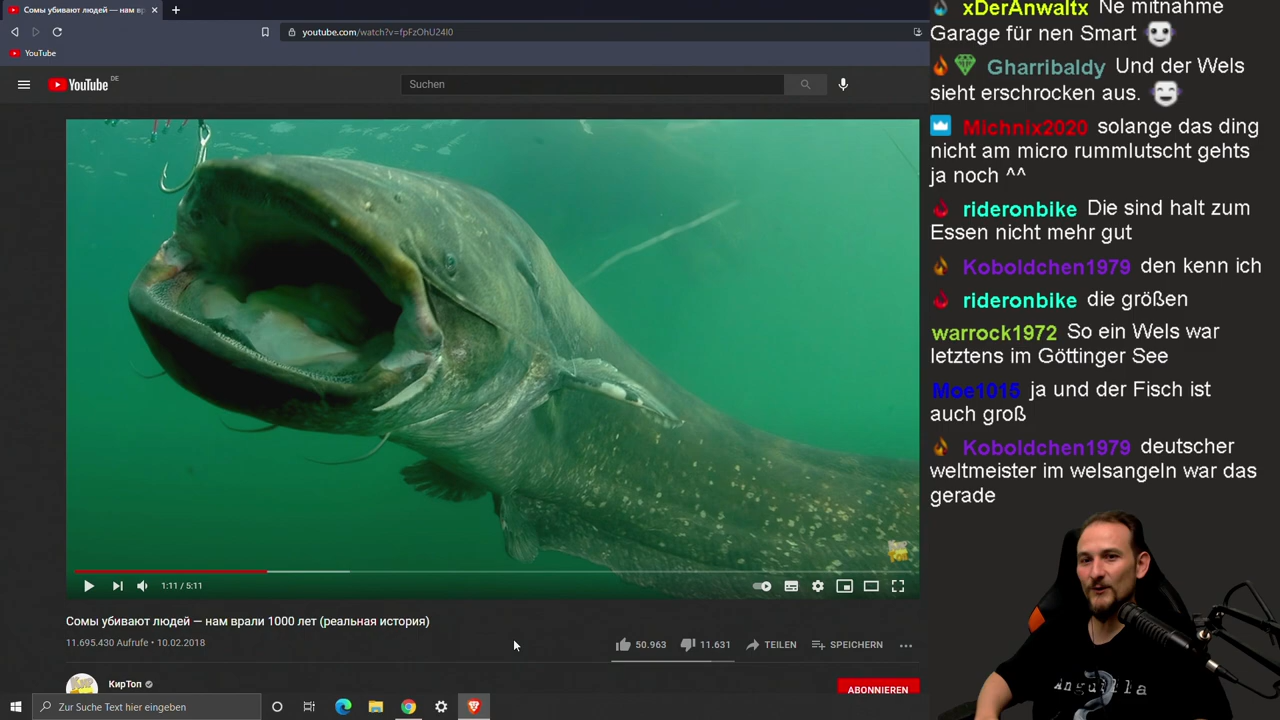 Сомы убивают людей — нам вр
youtube.com/watch?v=fpFzOhU24I0
YouTube
YouTube DE
Suchen
1:11 / 5:11
Сомы убивают людей — нам врали 1000 лет (реальная история)
11.695.430 Aufrufe • 10.02.2018
50.963
11.631
TEILEN
SPEICHERN
КирТоп
ABONNIEREN
Zur Suche Text hier eingeben
xDerAnwaltx Ne mitnahme
Garage für nen Smart
Gharribaldy Und der Wels
sieht erschrocken aus.
Michnix2020 solange das ding
nicht am micro rummlutscht gehts
ja noch ^^
rideronbike Die sind halt zum
Essen nicht mehr gut
Koboldchen1979 den kenn ich
rideronbike die größen
warrock1972 So ein Wels war
letztens im Göttinger See
Moe1015 ja und der Fisch ist
auch groß
Koboldchen1979 deutscher
weltmeister im welsangeln war das
gerade
Anguilla